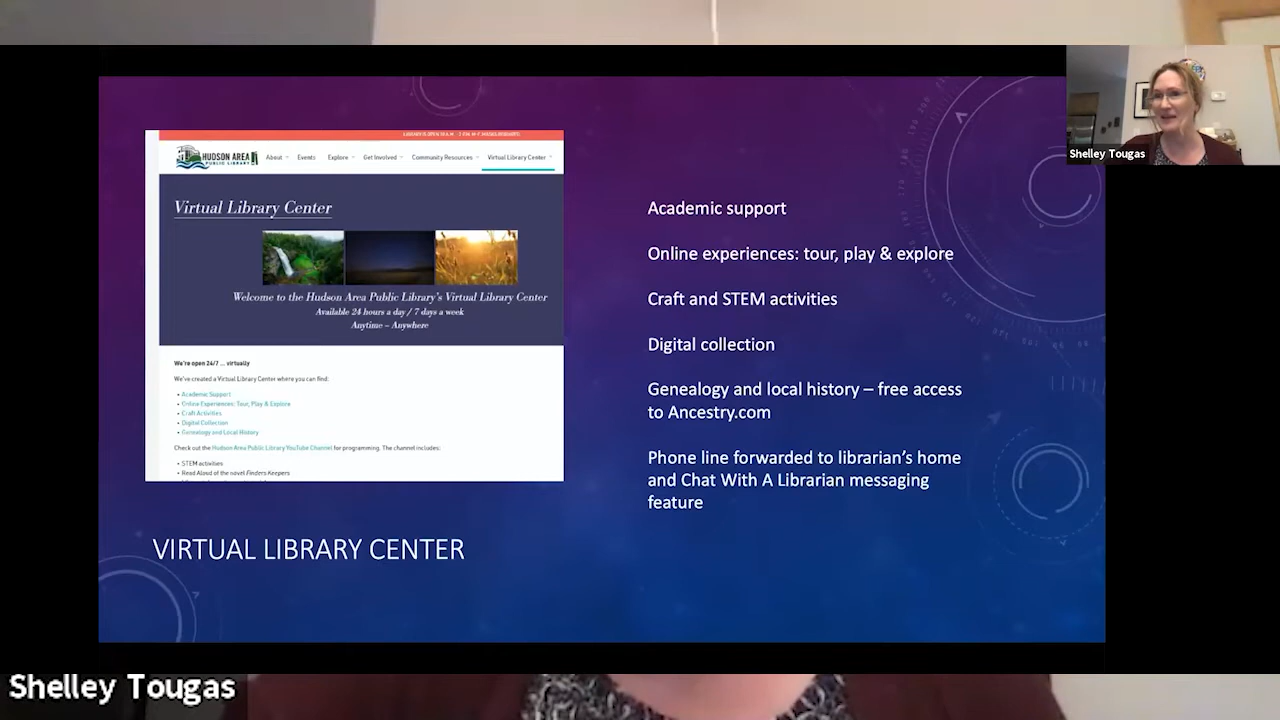 HUDSON AREA
PUBLIC LIBRARY
About
Events
Explore
Get Involved
Community Resources
Virtual Library Center
Virtual Library Center
Welcome to the Hudson Area Public Library's Virtual Library Center
Available 24 hours a day / 7 days a week
Anytime – Anywhere
We're open 24/7 ... virtually
We've created a Virtual Library Center where you can find:
• Academic Support
• Online Experiences: Tour, Play & Explore
• Craft Activities
• Digital Collection
• Genealogy and Local History
Check out the Hudson Area Public Library YouTube Channel for programming. The channel includes:
• STEM activities
• Read Aloud of the novel Finders Keepers
VIRTUAL LIBRARY CENTER
Academic support
Online experiences: tour, play & explore
Craft and STEM activities
Digital collection
Genealogy and local history – free access
to Ancestry.com
Phone line forwarded to librarian's home
and Chat With A Librarian messaging
feature
Shelley Tougas
Shelley Tougas